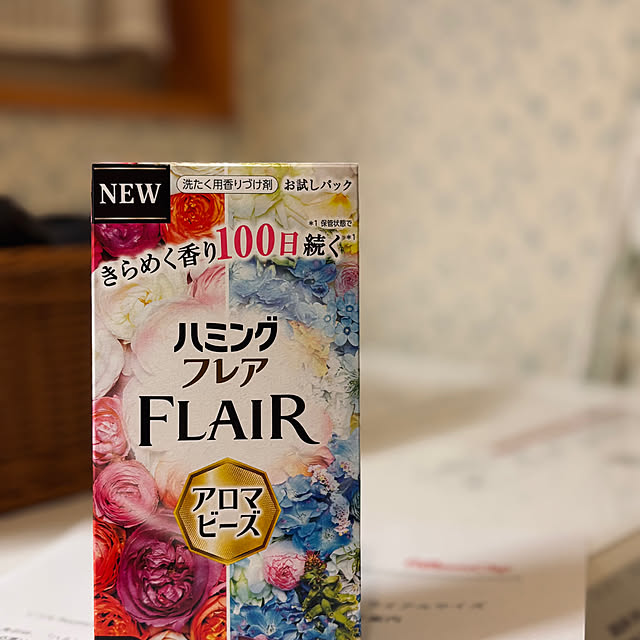 NEW
洗たく用香りづけ剤 お試しパック
*1 保管状態で
きらめく香り100日続く*1
ハミング
フレア
FLAIR
アロマ
ビーズ